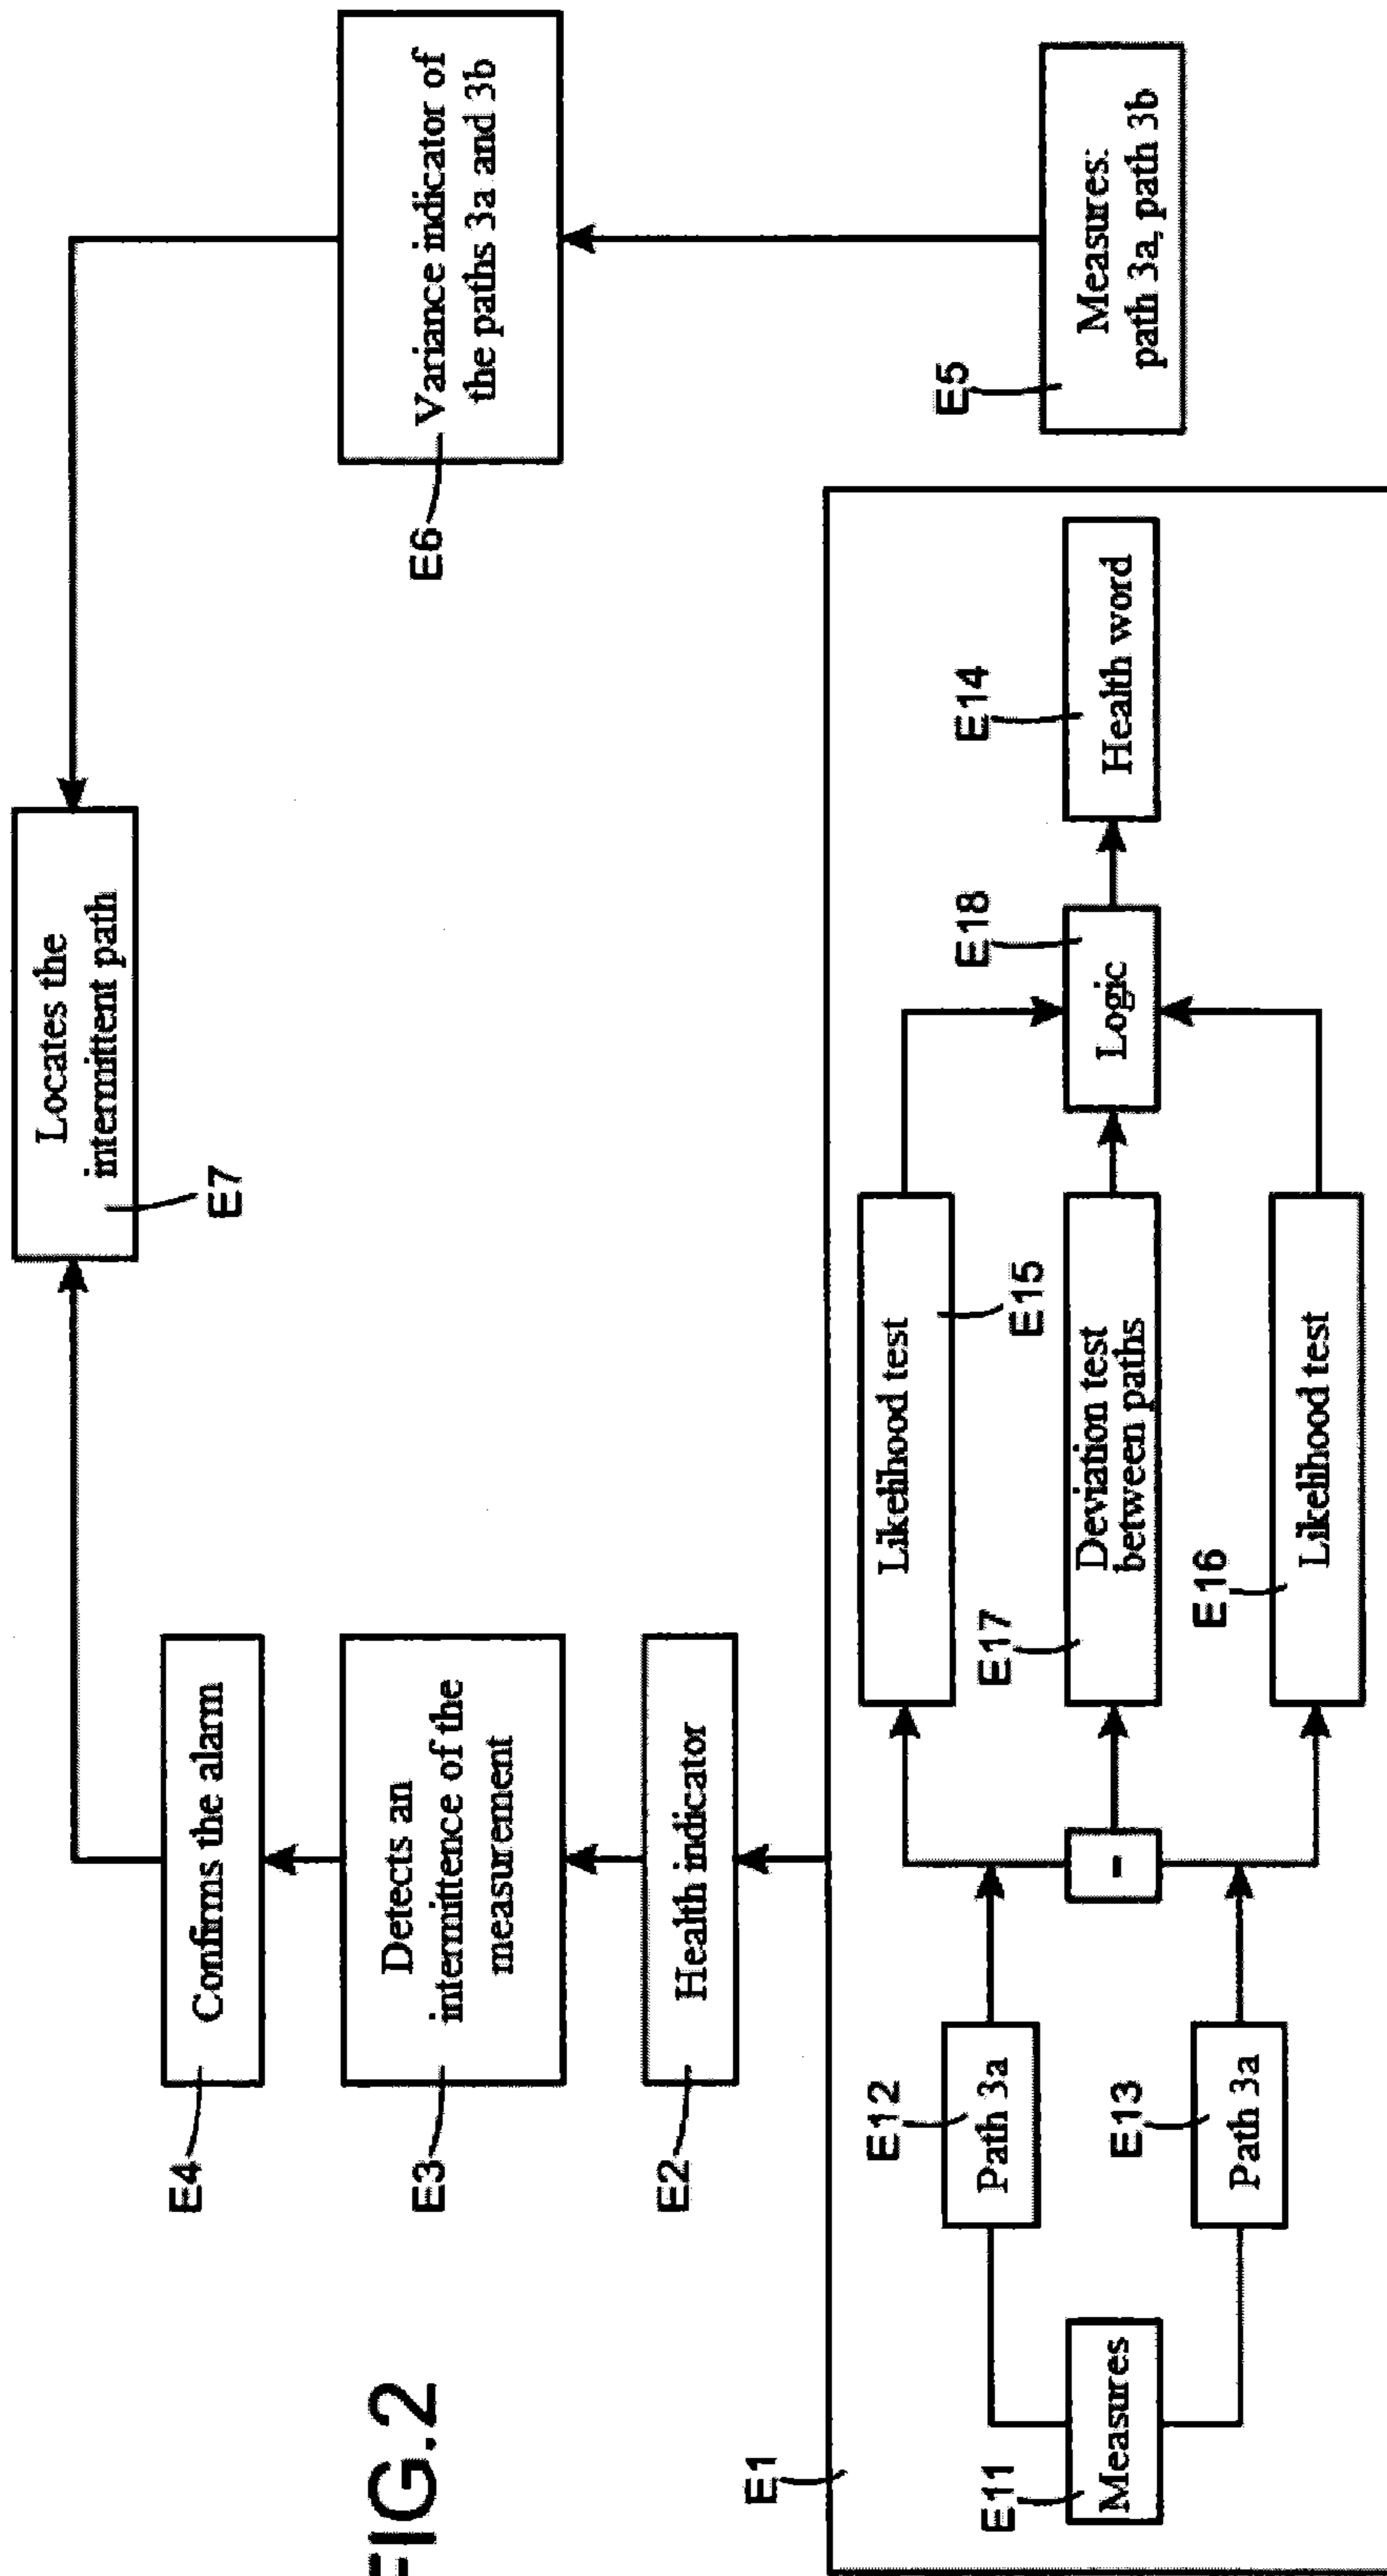 FIG.2
Locates the
intermittent path
E7
Confirms the alarm
E4
Detects an
intermittence of the
measurement
E3
Health indicator
E2
Variance indicator of
the paths 3a and 3b
E6
Measures:
path 3a, path 3b
E5
E1
E11
Measures
E12
Path 3a
E13
Path 3a
-
Likelihood test
E15
E17
Deviation test
between paths
E16
Likelihood test
E18
Logic
E14
Health word